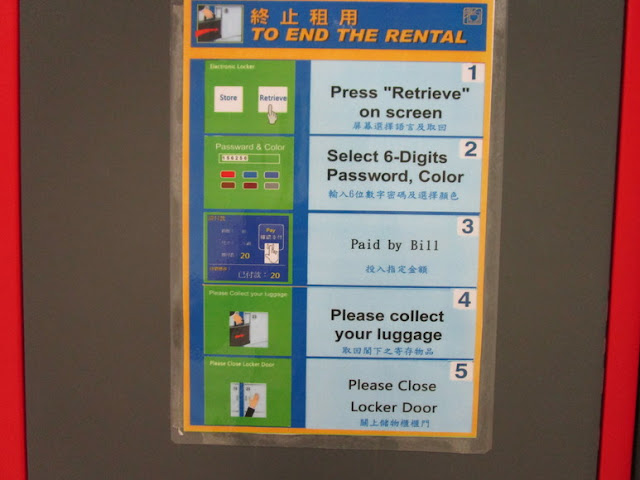 終止租用
TO END THE RENTAL
Electronic Locker
Store
Retrieve
1
Press "Retrieve"
on screen
屏幕選擇語言及取回
Password & Color
2
Select 6-Digits
Password, Color
輸入6位數字密碼及選擇顏色
Pay
20
已付款：20
3
Paid by Bill
投入指定金額
Please Collect your luggage
4
Please collect
your luggage
取回閣下之寄存物品
Please Close Locker Door
5
Please Close
Locker Door
關上儲物櫃櫃門